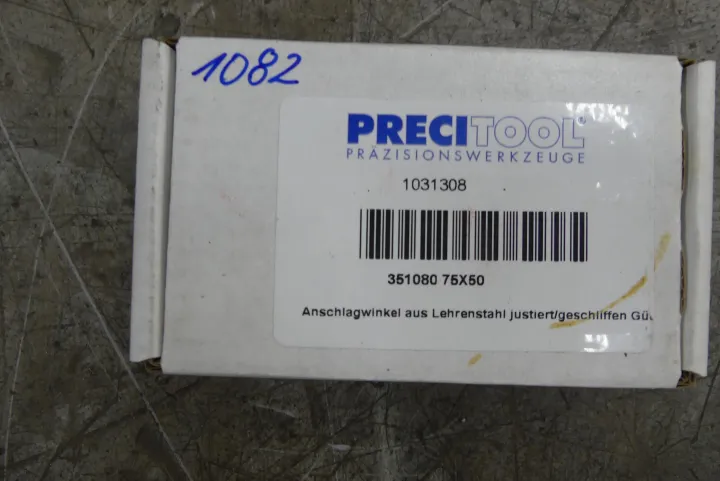 1082
PRECITOOL®
PRÄZISIONSWERKZEUGE
1031308
351080 75X50
Anschlagwinkel aus Lehrenstahl justiert/geschliffen